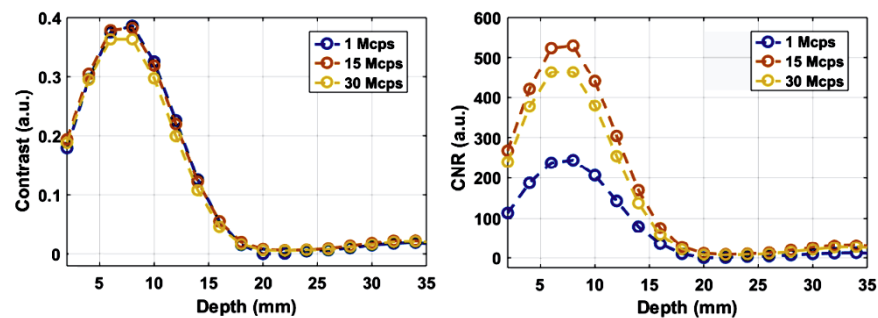 0.4
0.3
0.2
0.1
0
Contrast (a.u.)
1 Mcps
15 Mcps
30 Mcps
5 10 15 20 25 30 35
Depth (mm)
600
500
400
300
200
100
0
CNR (a.u.)
1 Mcps
15 Mcps
30 Mcps
5 10 15 20 25 30 35
Depth (mm)